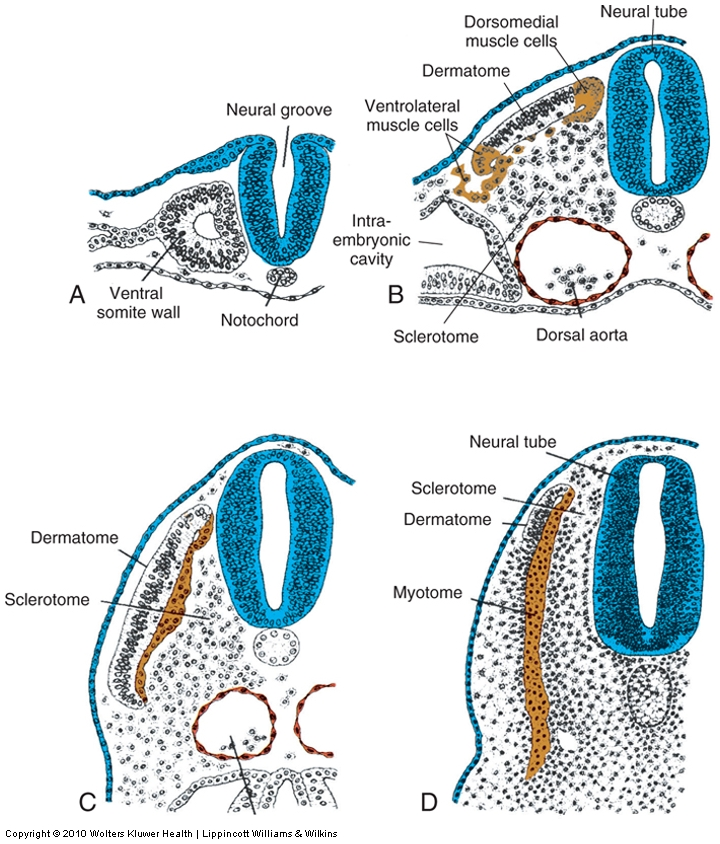 Neural groove
A
Ventral
somite wall
Notochord
Dorsomedial
muscle cells
Neural tube
Dermatome
Ventrolateral
muscle cells
Intra-
embryonic
cavity
B
Sclerotome
Dorsal aorta
Dermatome
Sclerotome
C
Neural tube
Sclerotome
Dermatome
Myotome
D
Copyright © 2010 Wolters Kluwer Health | Lippincott Williams & Wilkins